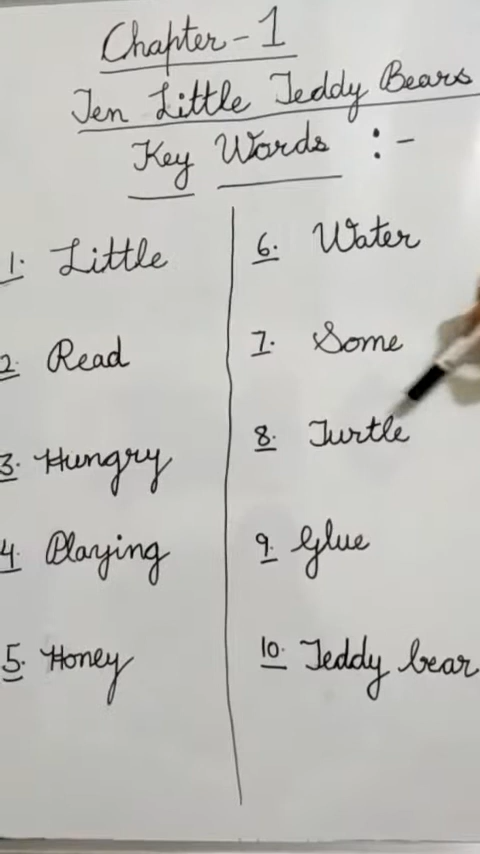 Chapter - 1
Ten Little Teddy Bears
Key Words :-
1. Little
2. Read
3. Hungry
4. Playing
5. Honey
6. Water
7. Some
8. Turtle
9. Glue
10. Teddy bear